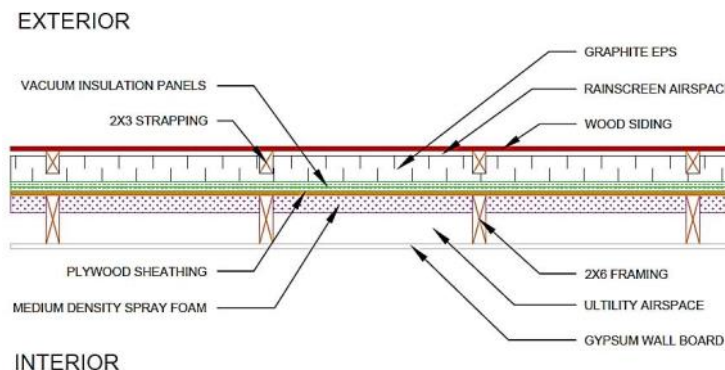 EXTERIOR
GRAPHITE EPS
VACUUM INSULATION PANELS
RAINSCREEN AIRSPACE
2X3 STRAPPING
WOOD SIDING
PLYWOOD SHEATHING
2X6 FRAMING
MEDIUM DENSITY SPRAY FOAM
ULTILITY AIRSPACE
GYPSUM WALL BOARD
INTERIOR